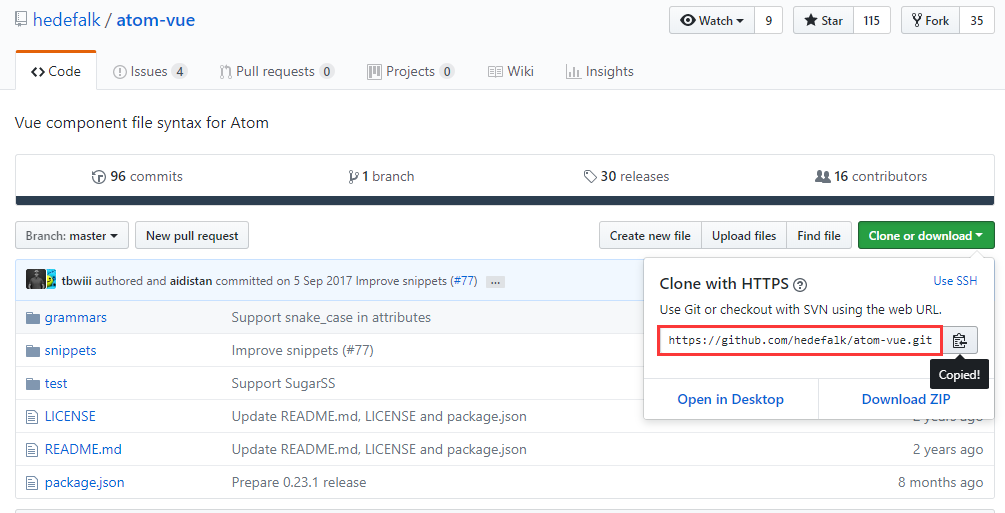 hedefalk / atom-vue
Watch 9 Star 115 Fork 35
Code Issues 4 Pull requests 0 Projects 0 Wiki Insights
Vue component file syntax for Atom
96 commits 1 branch 30 releases 16 contributors
Branch: master New pull request Create new file Upload files Find file Clone or download
tbwiii authored and aidistan committed on 5 Sep 2017 Improve snippets (#77) ...
grammars Support snake_case in attributes
snippets Improve snippets (#77)
test Support SugarSS
LICENSE Update README.md, LICENSE and package.json 2 years ago
README.md Update README.md, LICENSE and package.json 2 years ago
package.json Prepare 0.23.1 release 8 months ago
Clone with HTTPS ? Use SSH
Use Git or checkout with SVN using the web URL.
https://github.com/hedefalk/atom-vue.git
Copied!
Open in Desktop Download ZIP